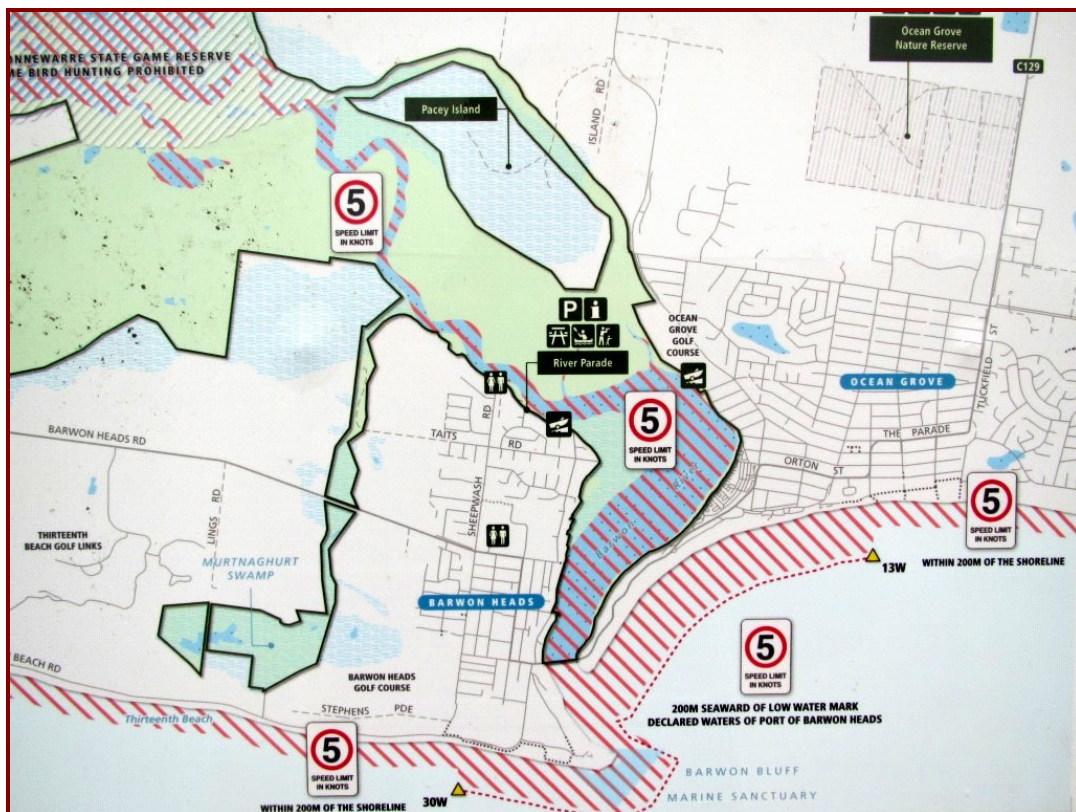 ONNEWARRE STATE GAME RESERVE
ME BIRD HUNTING PROHIBITED
Ocean Grove
Nature Reserve
C129
Pacey Island
ISLAND RD
5
SPEED LIMIT
IN KNOTS
P
i
OCEAN
GROVE
GOLF
COURSE
River Parade
OCEAN GROVE
TUCKFIELD ST
THE PARADE
ORTON ST
5
SPEED LIMIT
IN KNOTS
BARWON HEADS RD
TAITS RD
RD
SHEEPWASH
LINGS RD
Barwon River
5
SPEED LIMIT
IN KNOTS
WITHIN 200M OF THE SHORELINE
13W
THIRTEENTH
BEACH GOLF LINKS
MURTNAGHURT
SWAMP
BARWON HEADS
5
SPEED LIMIT
IN KNOTS
200M SEAWARD OF LOW WATER MARK
DECLARED WATERS OF PORT OF BARWON HEADS
BEACH RD
BARWON HEADS
GOLF COURSE
STEPHENS PDE
Thirteenth Beach
5
SPEED LIMIT
IN KNOTS
WITHIN 200M OF THE SHORELINE
30W
BARWON BLUFF
MARINE SANCTUARY